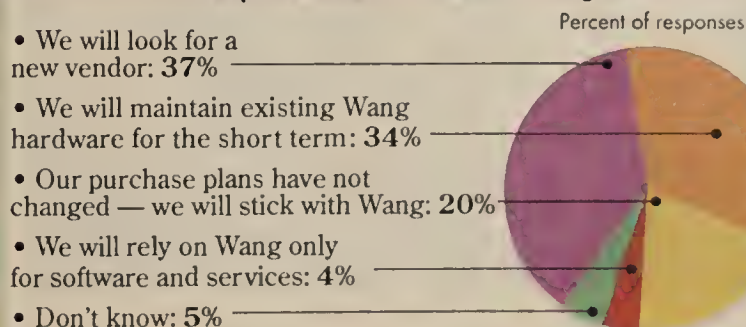 Percent of responses
• We will look for a
new vendor: 37%
• We will maintain existing Wang
hardware for the short term: 34%
• Our purchase plans have not
changed — we will stick with Wang: 20%
• We will rely on Wang only
for software and services: 4%
• Don't know: 5%